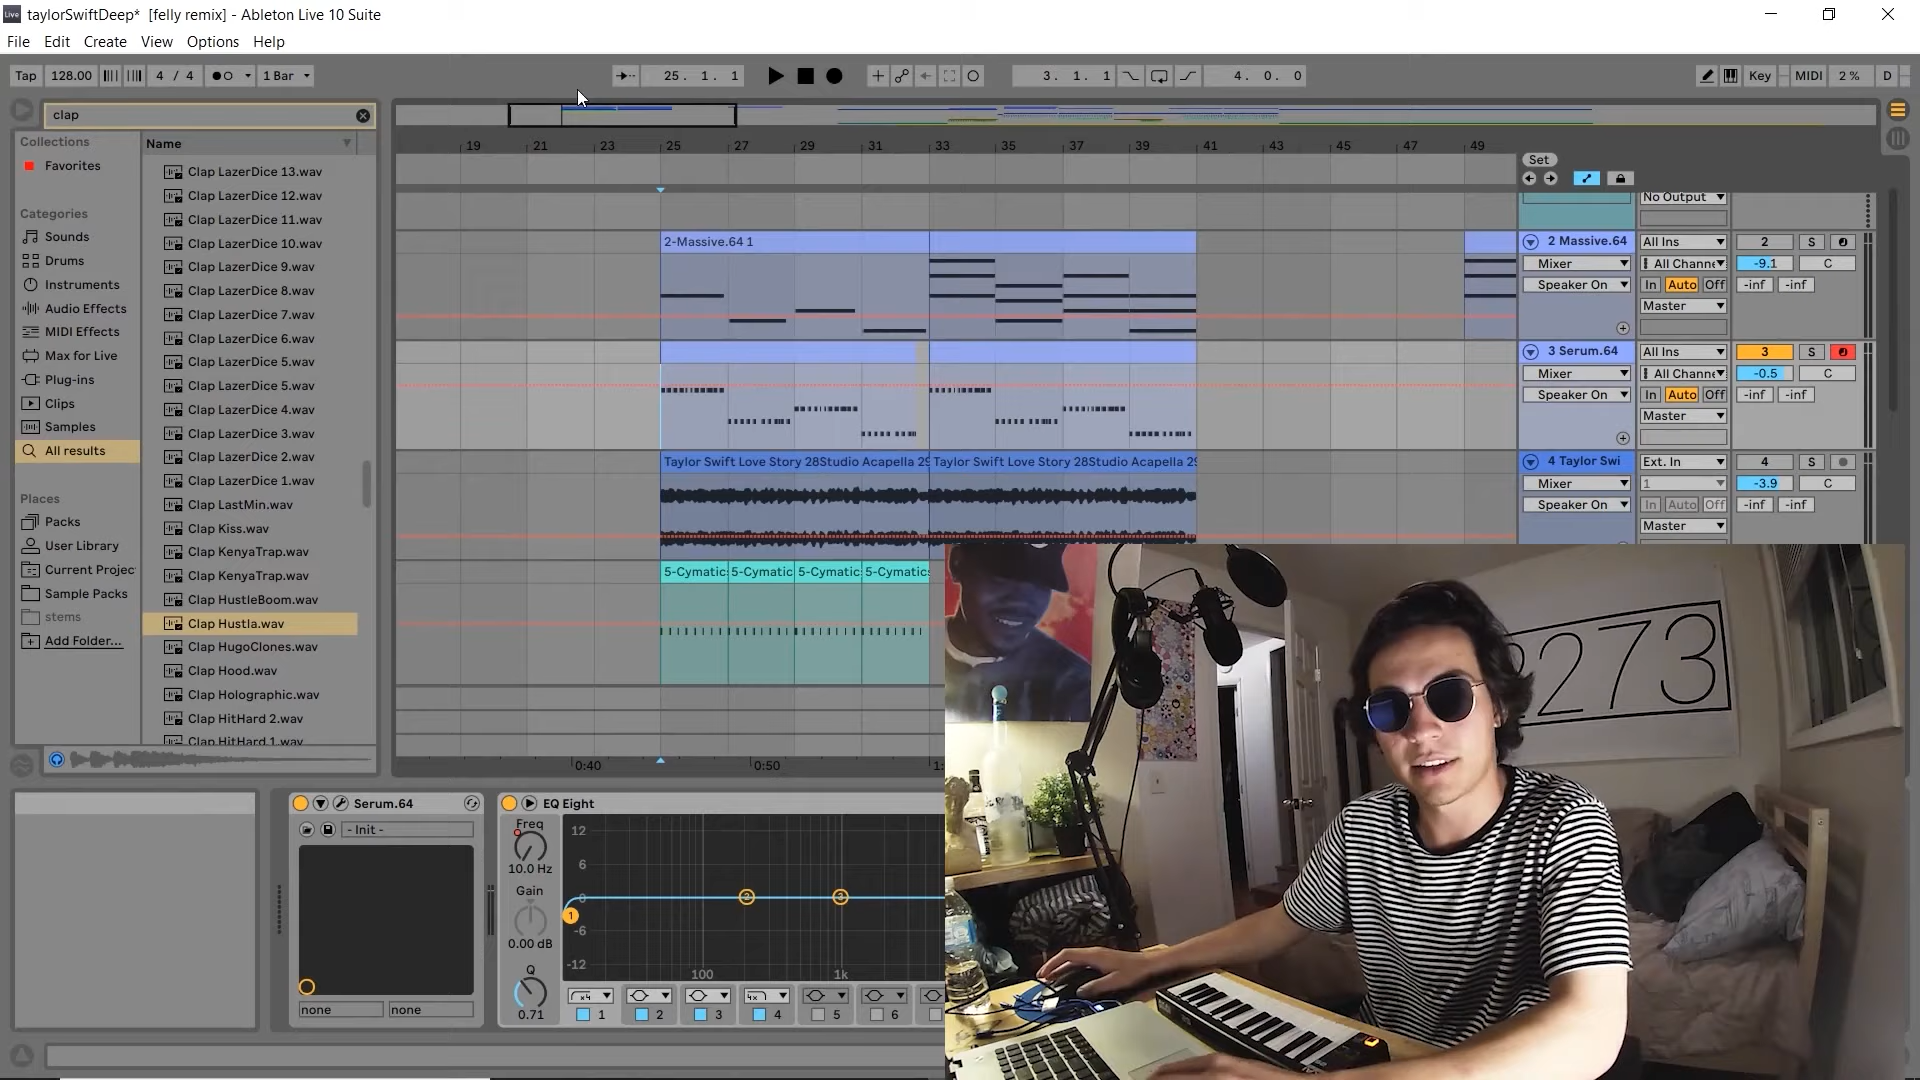 taylorSwiftDeep* [felly remix] - Ableton Live 10 Suite
File Edit Create View Options Help
Tap 128.00 4 / 4 1 Bar 25. 1. 1 3. 1. 1 4. 0. 0 Key MIDI 2 % D
clap
Collections
Favorites
Categories
Sounds
Drums
Instruments
Audio Effects
MIDI Effects
Max for Live
Plug-ins
Clips
Samples
All results
Places
Packs
User Library
Current Projec
Sample Packs
stems
Add Folder...
Name
Clap LazerDice 13.wav
Clap LazerDice 12.wav
Clap LazerDice 11.wav
Clap LazerDice 10.wav
Clap LazerDice 9.wav
Clap LazerDice 8.wav
Clap LazerDice 7.wav
Clap LazerDice 6.wav
Clap LazerDice 5.wav
Clap LazerDice 5.wav
Clap LazerDice 4.wav
Clap LazerDice 3.wav
Clap LazerDice 2.wav
Clap LazerDice 1.wav
Clap LastMin.wav
Clap Kiss.wav
Clap KenyaTrap.wav
Clap KenyaTrap.wav
Clap HustleBoom.wav
Clap Hustla.wav
Clap HugoClones.wav
Clap Hood.wav
Clap Holographic.wav
Clap HitHard 2.wav
Clap HitHard 1.wav
19 21 23 25 27 29 31 33 35 37 39 41 43 45 47 49
Set
No Output
2-Massive.64 1
2 Massive.64 All Ins 2 S
Mixer All Channe -9.1 C
Speaker On In Auto Off -inf -inf
Master
3 Serum.64 All Ins 3 S
Mixer All Channe -0.5 C
Speaker On In Auto Off -inf -inf
Master
Taylor Swift Love Story 28Studio Acapella 29 Taylor Swift Love Story 28Studio Acapella 29
4 Taylor Swi Ext. In 4 S
Mixer 1 -3.9 C
Speaker On In Auto Off -inf -inf
Master
5-Cymatic 5-Cymatic 5-Cymatic 5-Cymatics
0:40 0:50 1:
273
Serum.64
- Init -
none none
EQ Eight
Freq
10.0 Hz
Gain
0.00 dB
Q
0.71
12
6
0
-6
-12
100 1k
1 2 3
x4 4x
1 2 3 4 5 6